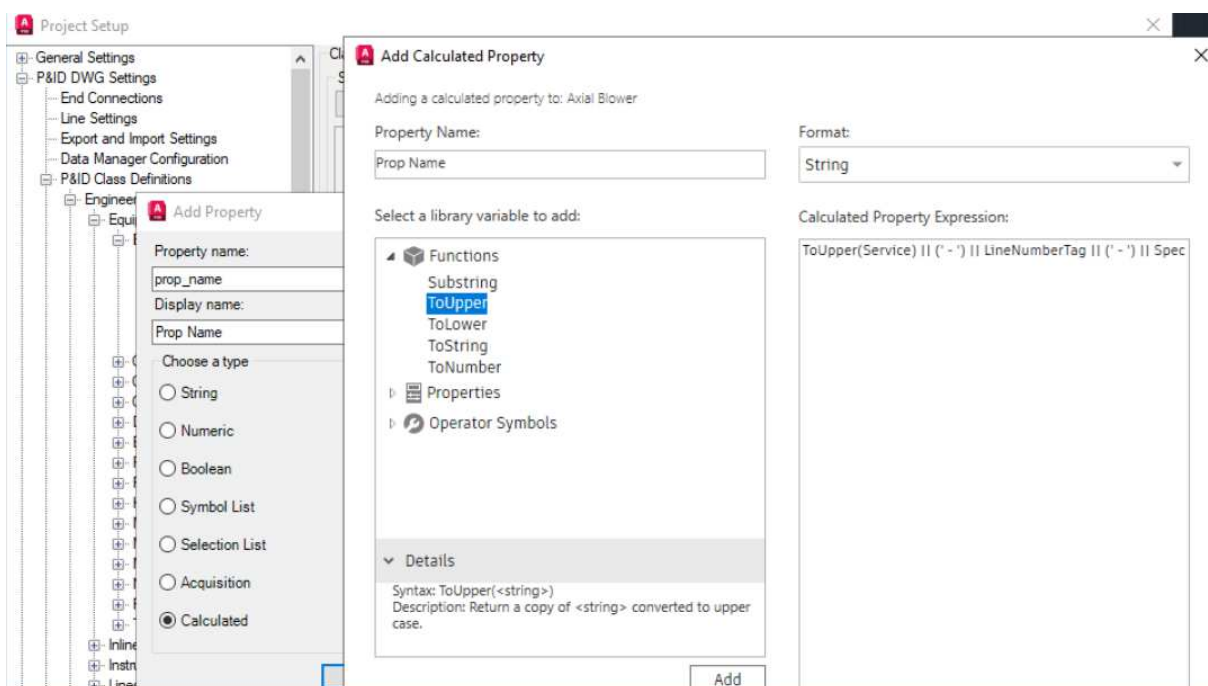 Project Setup
General Settings
P&ID DWG Settings
End Connections
Line Settings
Export and Import Settings
Data Manager Configuration
P&ID Class Definitions
Engineer
Equi
Inline
Instru
Add Property
Property name:
prop_name
Display name:
Prop Name
Choose a type
String
Numeric
Boolean
Symbol List
Selection List
Acquisition
Calculated
Add Calculated Property
Adding a calculated property to: Axial Blower
Property Name:
Prop Name
Select a library variable to add:
Functions
Substring
ToUpper
ToLower
ToString
ToNumber
Properties
Operator Symbols
Details
Syntax: ToUpper(<string>)
Description: Return a copy of <string> converted to upper
case.
Add
Format:
String
Calculated Property Expression:
ToUpper(Service) || (' - ') || LineNumberTag || (' - ') || Spec